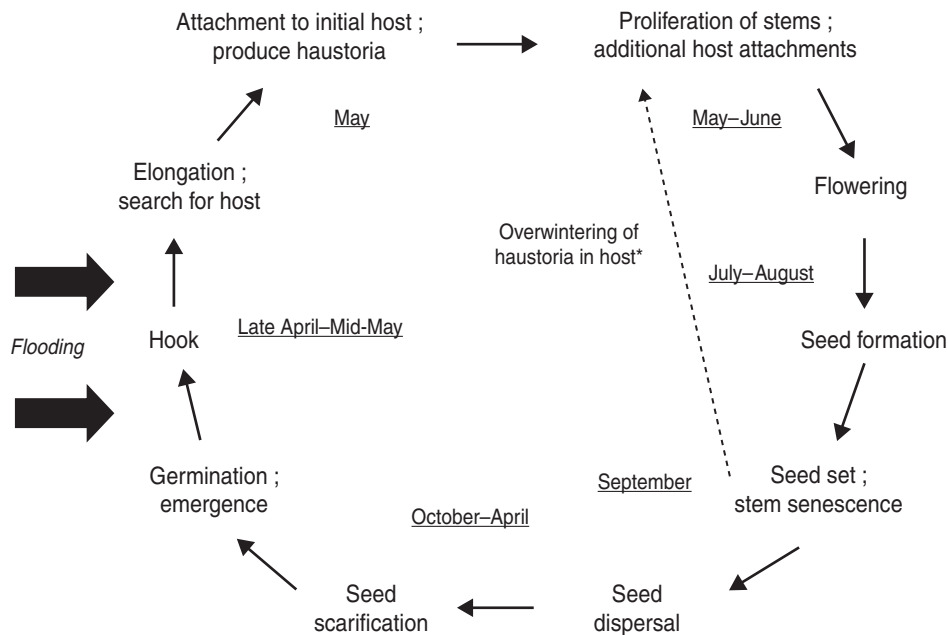 Attachment to initial host ;
produce haustoria
Proliferation of stems ;
additional host attachments
May
May–June
Elongation ;
search for host
Flowering
Overwintering of
haustoria in host*
July–August
Flooding
Hook
Late April–Mid-May
Seed formation
Germination ;
emergence
September
Seed set ;
stem senescence
October–April
Seed
scarification
Seed
dispersal